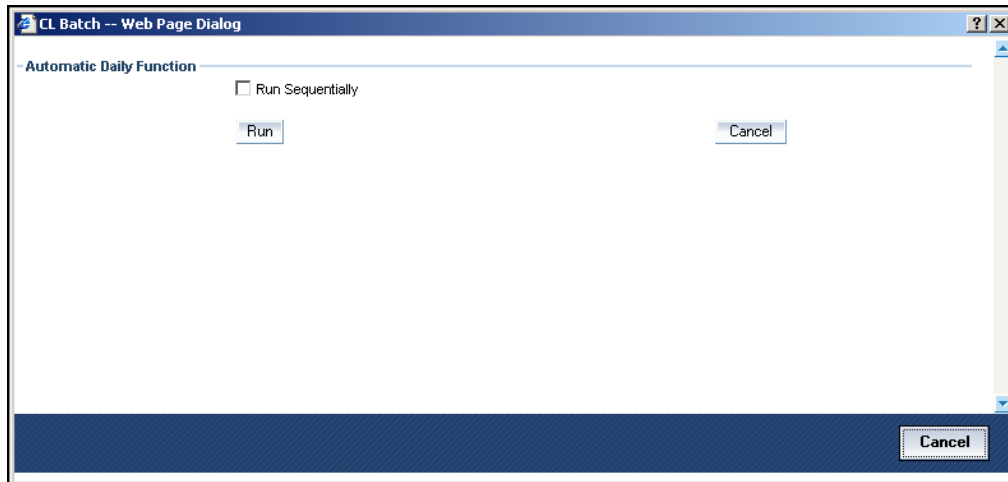 CL Batch -- Web Page Dialog
Automatic Daily Function
Run Sequentially
Run Cancel
Cancel